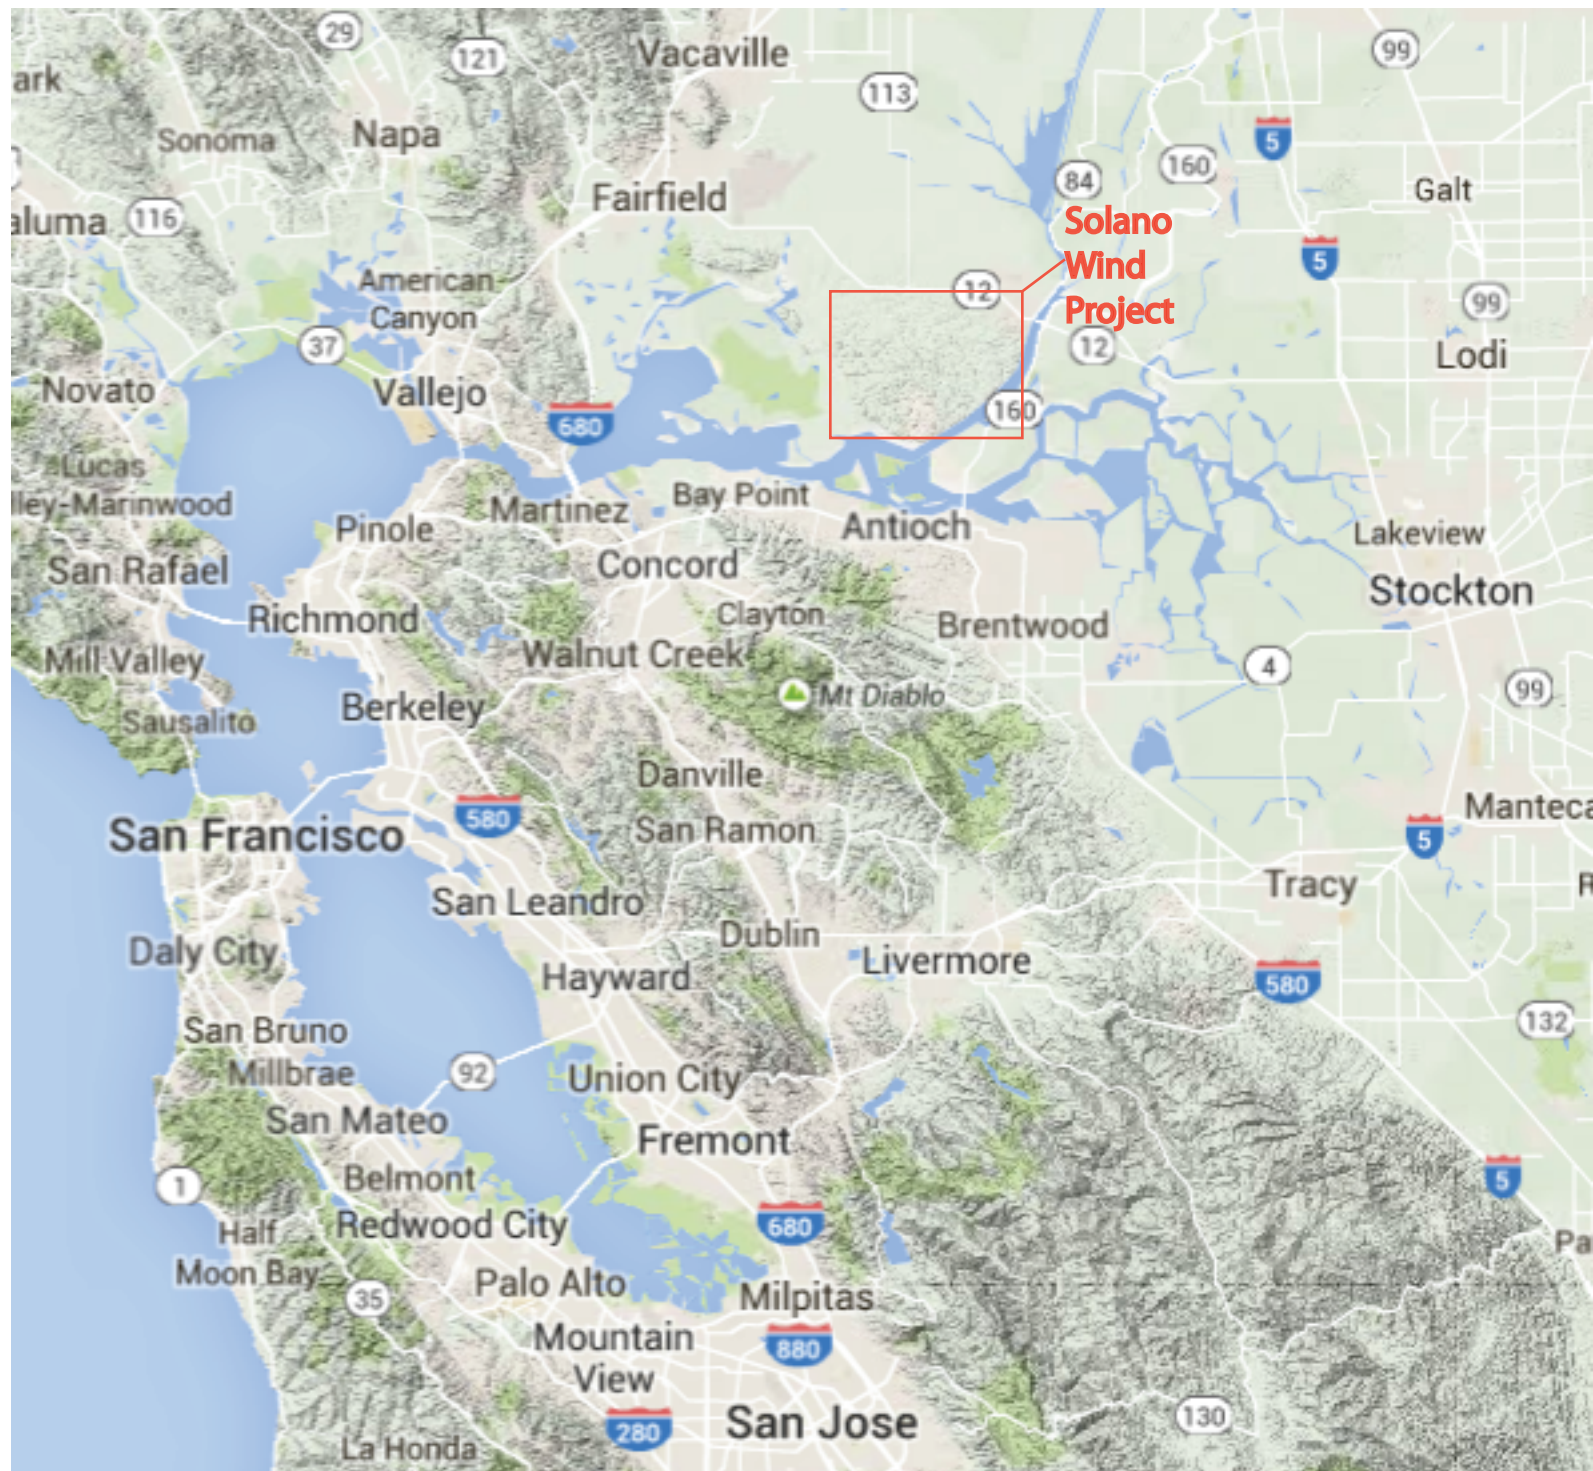 29
121
Vacaville
99
ark
113
Sonoma
Napa
5
160
84
Galt
Fairfield
aluma
116
Solano
Wind
Project
5
American
Canyon
12
99
37
12
Lodi
Novato
Vallejo
680
160
Lucas
lley-Marinwood
Martinez
Bay Point
Pinole
Antioch
Lakeview
San Rafael
Concord
Stockton
Richmond
Clayton
Brentwood
Mill Valley
Walnut Creek
4
99
Berkeley
Mt Diablo
Sausalito
Danville
580
San Ramon
Manteca
San Francisco
5
Tracy
R
San Leandro
Dublin
Daly City
Livermore
Hayward
580
132
San Bruno
Millbrae
92
Union City
San Mateo
Fremont
1
Belmont
5
Half
Moon Bay
Redwood City
680
Pa
35
Palo Alto
Milpitas
Mountain
View
880
280
San Jose
130
La Honda